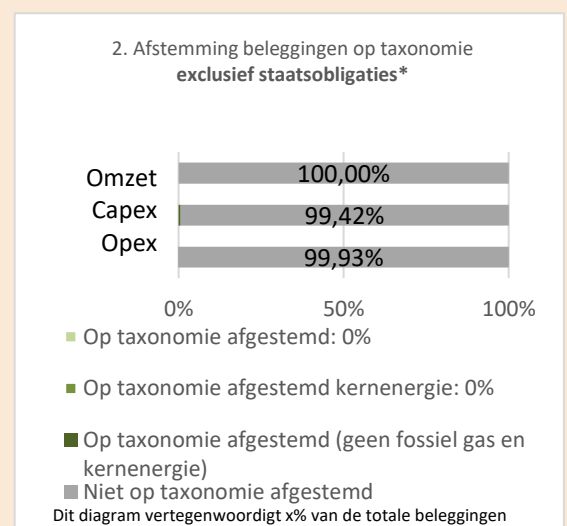 2. Afstemming beleggingen op taxonomie
exclusief staatsobligaties*
Omzet 100,00%
Capex 99,42%
Opex 99,93%
0% 50% 100%
Op taxonomie afgestemd: 0%
Op taxonomie afgestemd kernenergie: 0%
Op taxonomie afgestemd (geen fossiel gas en
kernenergie)
Niet op taxonomie afgestemd
Dit diagram vertegenwoordigt x% van de totale beleggingen